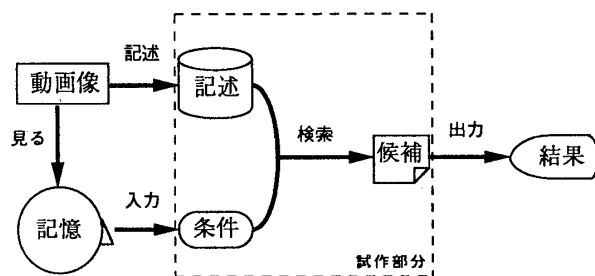 記述
動画像
記述
見る
検索
候補
出力
結果
記憶
入力
条件
試作部分